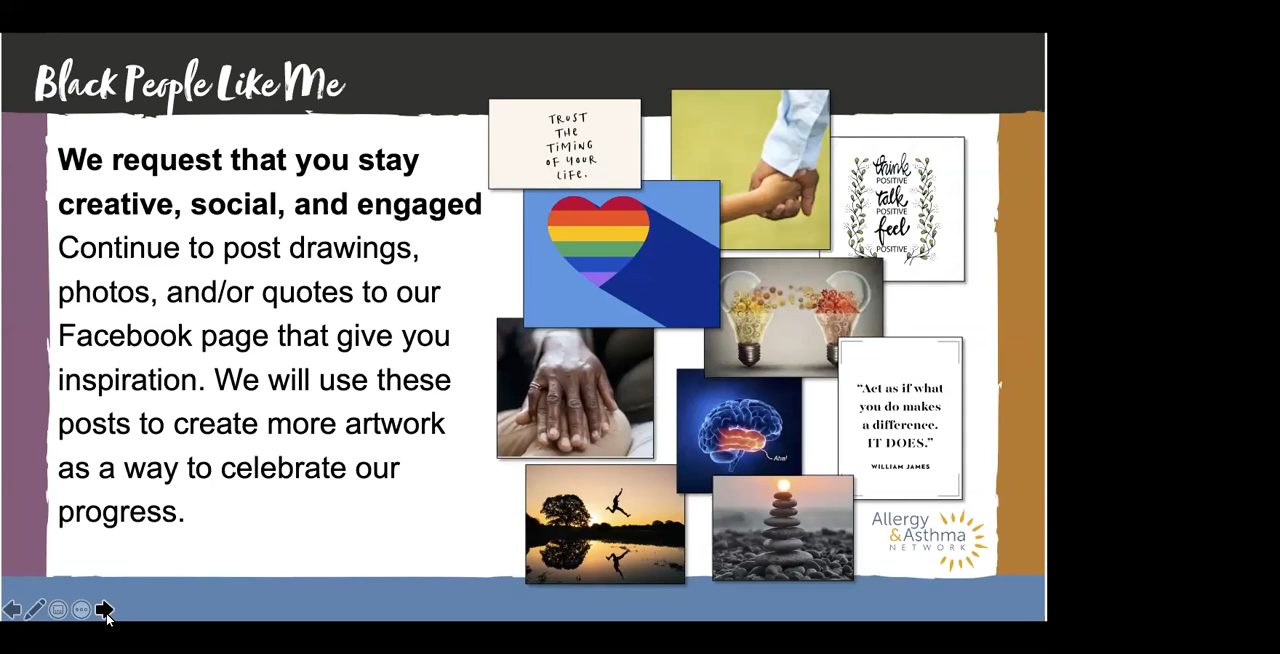 Black People Like Me
We request that you stay
creative, social, and engaged
Continue to post drawings,
photos, and/or quotes to our
Facebook page that give you
inspiration. We will use these
posts to create more artwork
as a way to celebrate our
progress.
TRUST
THE
TIMING
OF YOUR
LIFE.
think
POSITIVE
talk
POSITIVE
feel
POSITIVE
"Act as if what
you do makes
a difference.
IT DOES."
WILLIAM JAMES
Aha!
Allergy
&Asthma
NETWORK